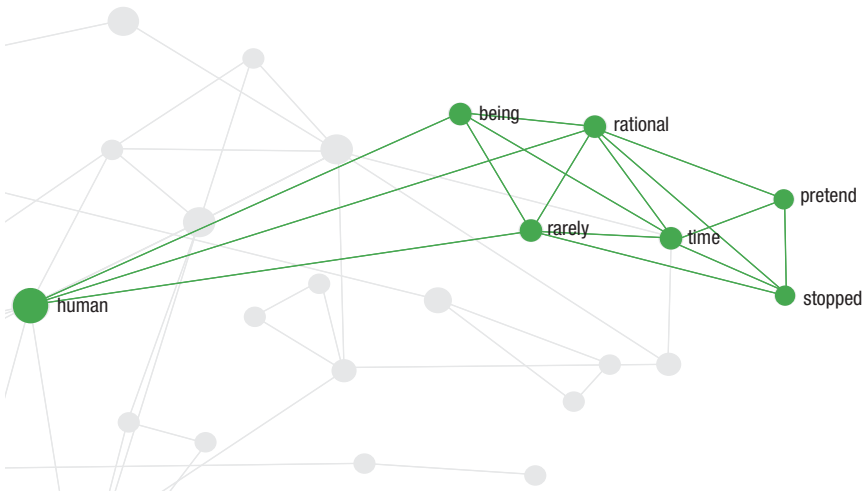 being
rational
pretend
rarely
time
stopped
human